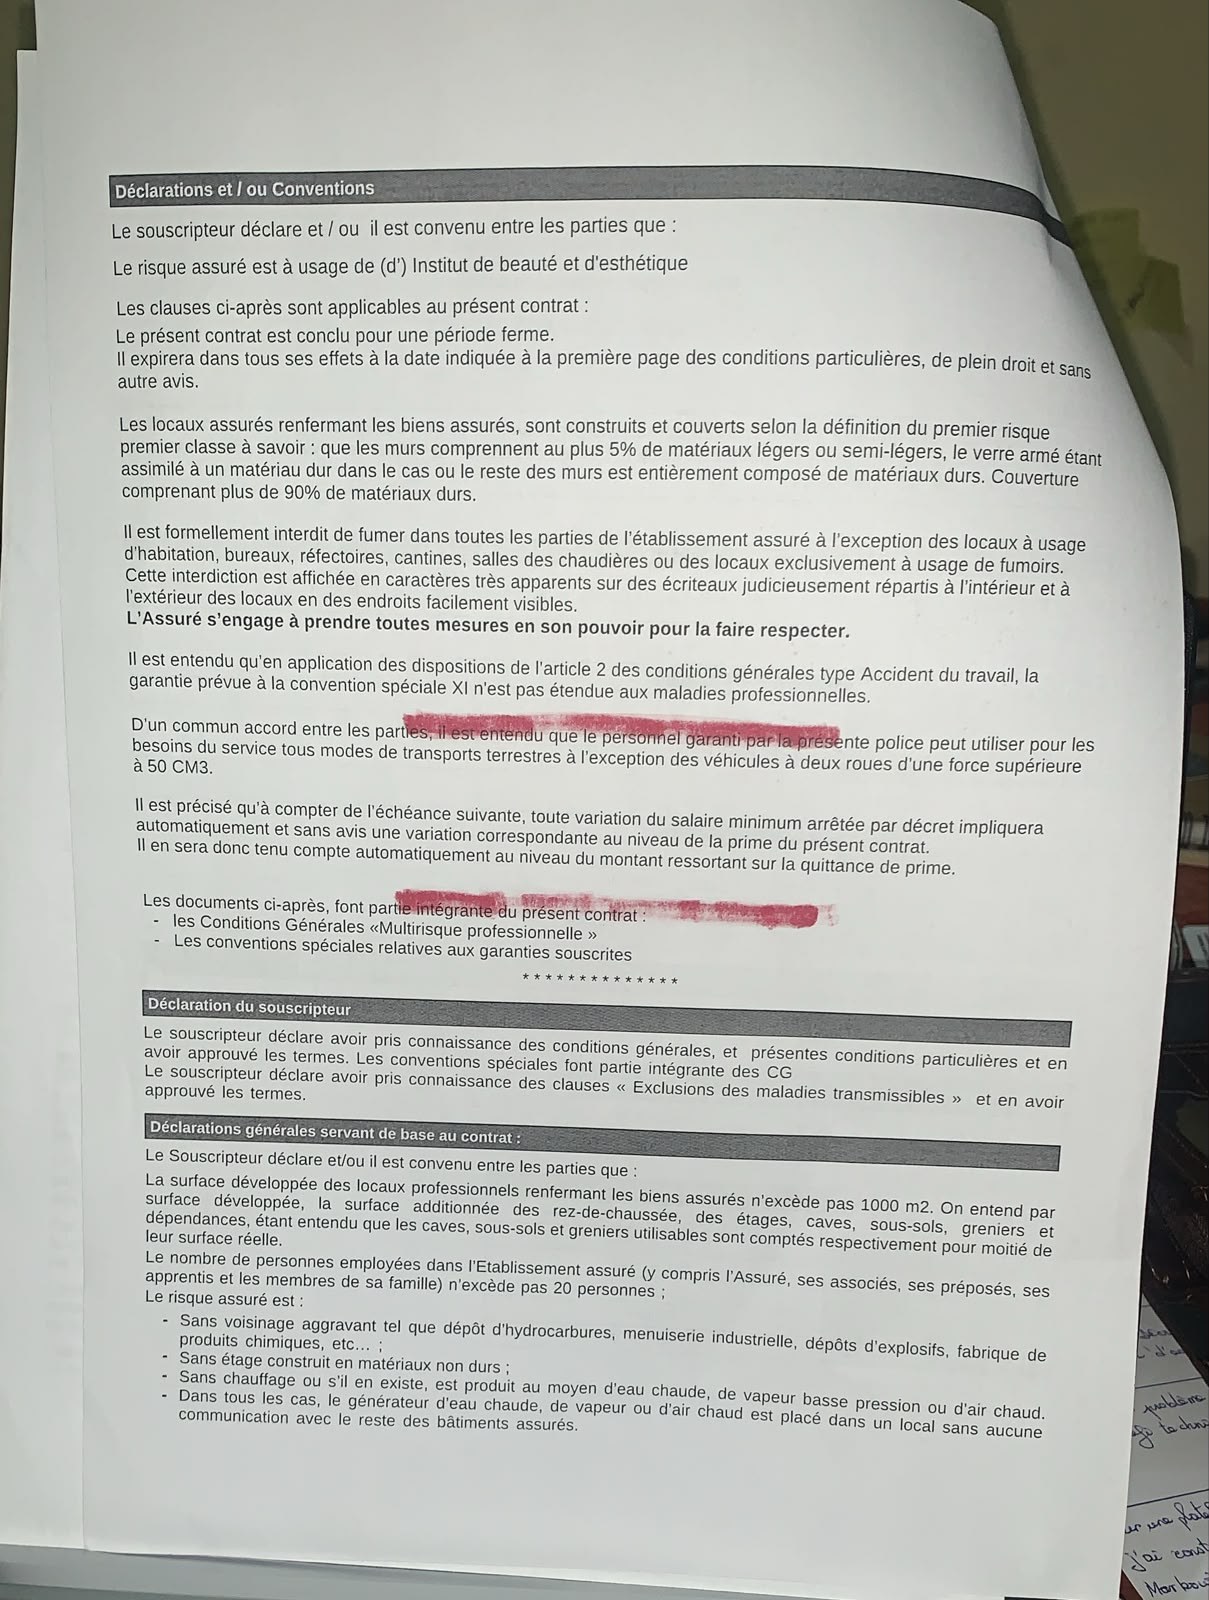 Déclarations et / ou Conventions
Le souscripteur déclare et / ou il est convenu entre les parties que :
Le risque assuré est à usage de (d') Institut de beauté et d'esthétique
Les clauses ci-après sont applicables au présent contrat :
Le présent contrat est conclu pour une période ferme.
Il expirera dans tous ses effets à la date indiquée à la première page des conditions particulières, de plein droit et sans
autre avis.
Les locaux assurés renfermant les biens assurés, sont construits et couverts selon la définition du premier risque
premier classe à savoir : que les murs comprennent au plus 5% de matériaux légers ou semi-légers, le verre armé étant
assimilé à un matériau dur dans le cas ou le reste des murs est entièrement composé de matériaux durs. Couverture
comprenant plus de 90% de matériaux durs.
Il est formellement interdit de fumer dans toutes les parties de l'établissement assuré à l'exception des locaux à usage
d'habitation, bureaux, réfectoires, cantines, salles des chaudières ou des locaux exclusivement à usage de fumoirs.
Cette interdiction est affichée en caractères très apparents sur des écriteaux judicieusement répartis à l'intérieur et à
l'extérieur des locaux en des endroits facilement visibles.
L'Assuré s'engage à prendre toutes mesures en son pouvoir pour la faire respecter.
Il est entendu qu'en application des dispositions de l'article 2 des conditions générales type Accident du travail, la
garantie prévue à la convention spéciale XI n'est pas étendue aux maladies professionnelles.
D'un commun accord entre les parties, il est entendu que le personnel garanti par la présente police peut utiliser pour les
besoins du service tous modes de transports terrestres à l'exception des véhicules à deux roues d'une force supérieure
à 50 CM3.
Il est précisé qu'à compter de l'échéance suivante, toute variation du salaire minimum arrêtée par décret impliquera
automatiquement et sans avis une variation correspondante au niveau de la prime du présent contrat.
Il en sera donc tenu compte automatiquement au niveau du montant ressortant sur la quittance de prime.
Les documents ci-après, font partie intégrante du présent contrat :
- les Conditions Générales «Multirisque professionnelle »
- Les conventions spéciales relatives aux garanties souscrites
* * * * * * * * * * * * * *
Déclaration du souscripteur
Le souscripteur déclare avoir pris connaissance des conditions générales, et présentes conditions particulières et en
avoir approuvé les termes. Les conventions spéciales font partie intégrante des CG
Le souscripteur déclare avoir pris connaissance des clauses « Exclusions des maladies transmissibles » et en avoir
approuvé les termes.
Déclarations générales servant de base au contrat :
Le Souscripteur déclare et/ou il est convenu entre les parties que :
La surface développée des locaux professionnels renfermant les biens assurés n'excède pas 1000 m2. On entend par
surface développée, la surface additionnée des rez-de-chaussée, des étages, caves, sous-sols, greniers et
dépendances, étant entendu que les caves, sous-sols et greniers utilisables sont comptés respectivement pour moitié de
leur surface réelle.
Le nombre de personnes employées dans l'Etablissement assuré (y compris l'Assuré, ses associés, ses préposés, ses
apprentis et les membres de sa famille) n'excède pas 20 personnes ;
Le risque assuré est :
- Sans voisinage aggravant tel que dépôt d'hydrocarbures, menuiserie industrielle, dépôts d'explosifs, fabrique de
produits chimiques, etc... ;
- Sans étage construit en matériaux non durs ;
- Sans chauffage ou s'il en existe, est produit au moyen d'eau chaude, de vapeur basse pression ou d'air chaud.
- Dans tous les cas, le générateur d'eau chaude, de vapeur ou d'air chaud est placé dans un local sans aucune
communication avec le reste des bâtiments assurés.
problème
j'ai